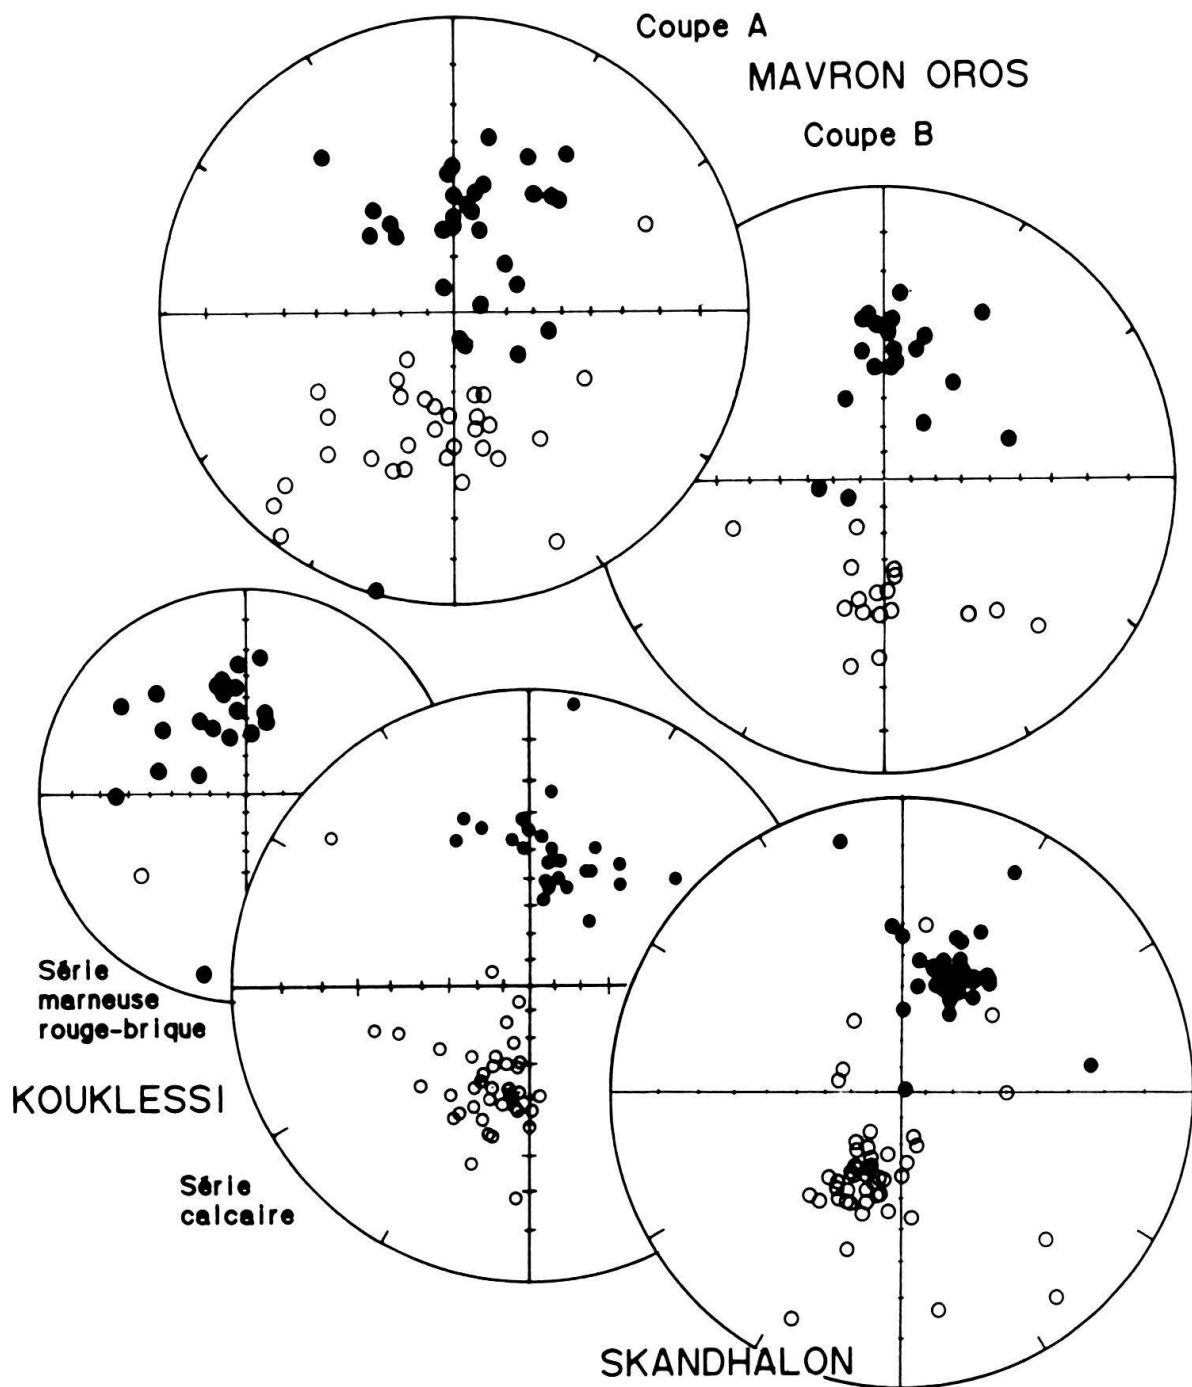 Coupe A
MAVRON OROS
Coupe B
Série
marneuse
rouge-brique
KOUKLESSI
Série
calcaire
SKANDHALON